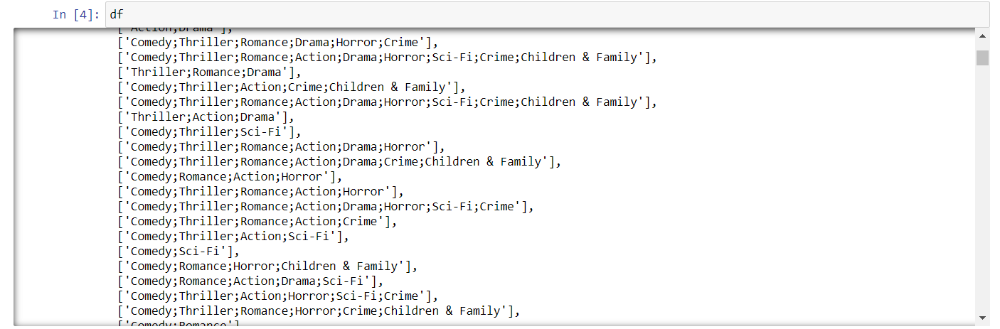 In [4]: df
['Action;Drama'],
['Comedy;Thriller;Romance;Drama;Horror;Crime'],
['Comedy;Thriller;Romance;Action;Drama;Horror;Sci-Fi;Crime;Children & Family'],
['Thriller;Romance;Drama'],
['Comedy;Thriller;Action;Crime;Children & Family'],
['Comedy;Thriller;Romance;Action;Drama;Horror;Sci-Fi;Crime;Children & Family'],
['Thriller;Action;Drama'],
['Comedy;Thriller;Sci-Fi'],
['Comedy;Thriller;Romance;Action;Drama;Horror'],
['Comedy;Thriller;Romance;Action;Drama;Crime;Children & Family'],
['Comedy;Romance;Action;Horror'],
['Comedy;Thriller;Romance;Action;Horror'],
['Comedy;Thriller;Romance;Action;Drama;Horror;Sci-Fi;Crime'],
['Comedy;Thriller;Romance;Action;Crime'],
['Comedy;Thriller;Action;Sci-Fi'],
['Comedy;Sci-Fi'],
['Comedy;Romance;Horror;Children & Family'],
['Comedy;Romance;Action;Drama;Sci-Fi'],
['Comedy;Thriller;Action;Horror;Sci-Fi;Crime'],
['Comedy;Thriller;Romance;Horror;Crime;Children & Family'],
['Comedy;Romance']